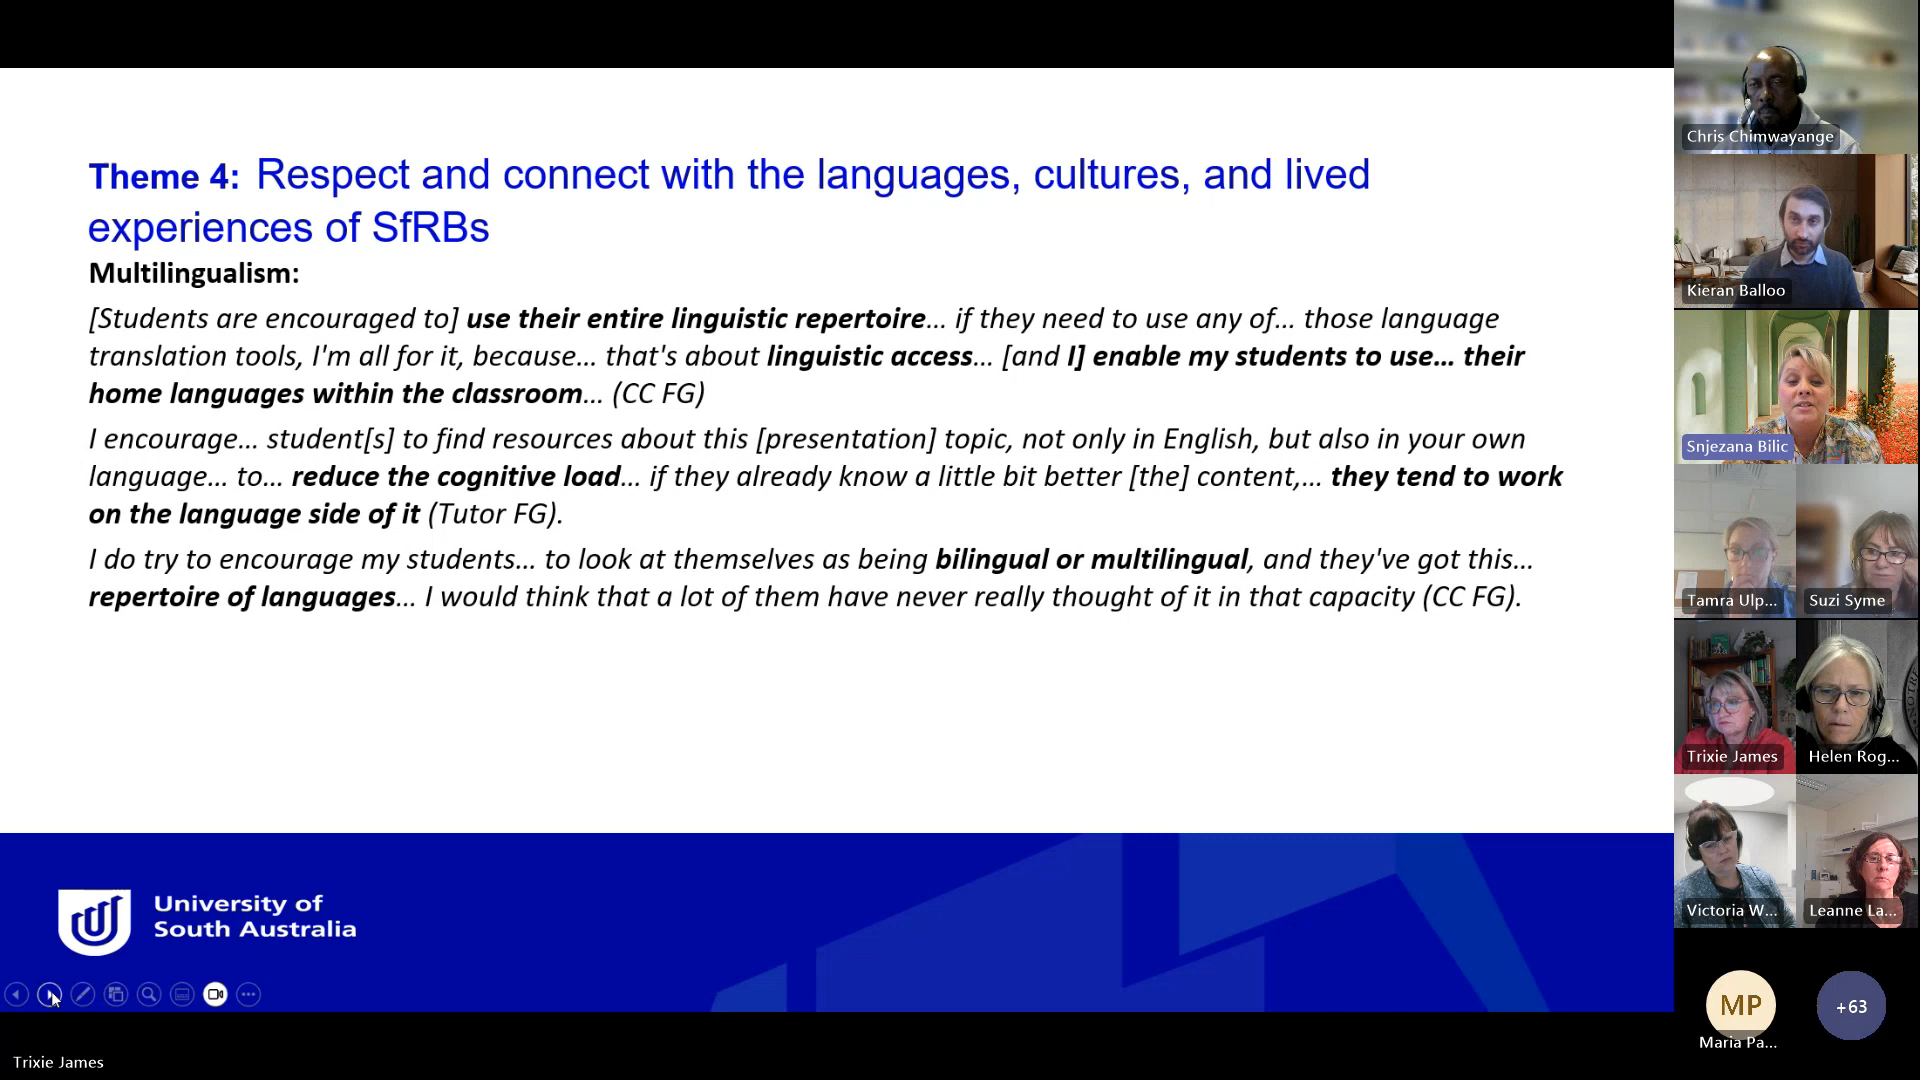 Theme 4: Respect and connect with the languages, cultures, and lived
experiences of SfRBs
Multilingualism:
[Students are encouraged to] use their entire linguistic repertoire... if they need to use any of... those language
translation tools, I'm all for it, because... that's about linguistic access... [and I] enable my students to use... their
home languages within the classroom... (CC FG)
I encourage... student[s] to find resources about this [presentation] topic, not only in English, but also in your own
language... to... reduce the cognitive load... if they already know a little bit better [the] content,... they tend to work
on the language side of it (Tutor FG).
I do try to encourage my students... to look at themselves as being bilingual or multilingual, and they've got this...
repertoire of languages... I would think that a lot of them have never really thought of it in that capacity (CC FG).
University of
South Australia
Trixie James
Chris Chimwayange
Kieran Balloo
Snjezana Bilic
Tamra Ulp...
Suzi Syme
Trixie James
Helen Rog...
Victoria W...
Leanne La...
MP
Maria Pa...
+63